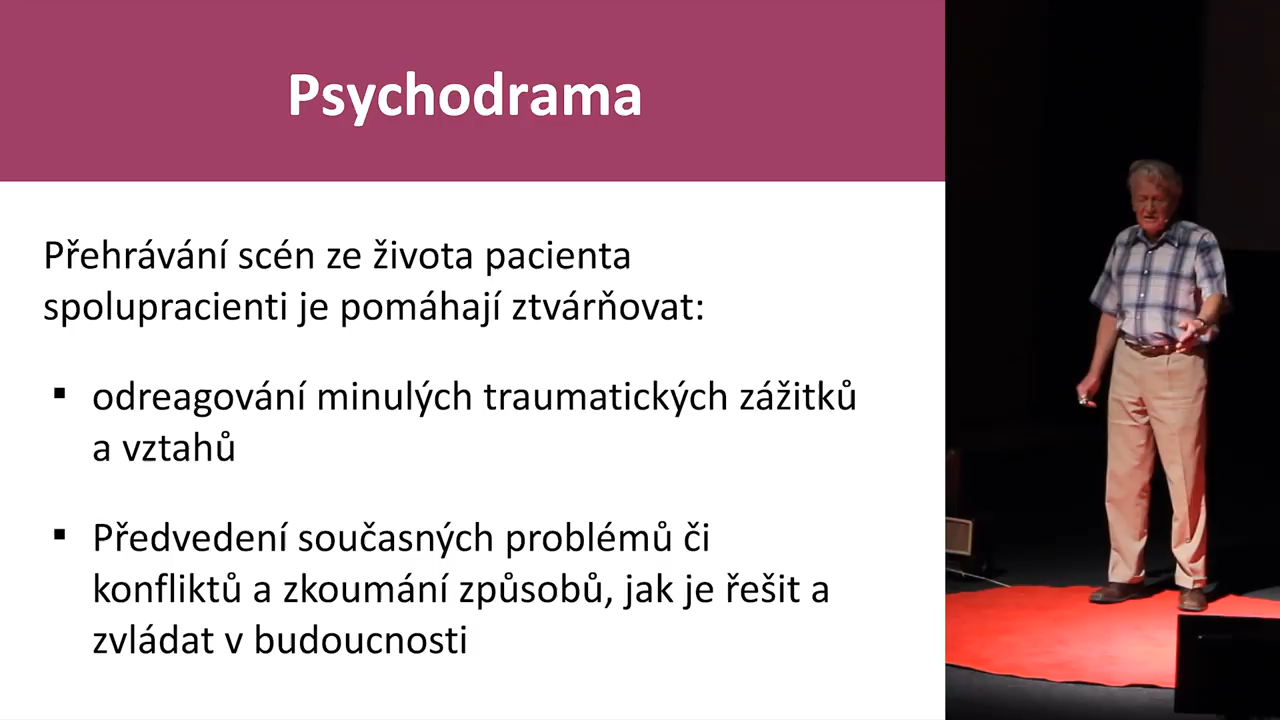 Psychodrama
Přehrávání scén ze života pacienta
spolupracienti je pomáhají ztvárňovat:
▪ odreagování minulých traumatických zážitků
a vztahů
▪ Předvedení současných problémů či
konfliktů a zkoumání způsobů, jak je řešit a
zvládat v budoucnosti